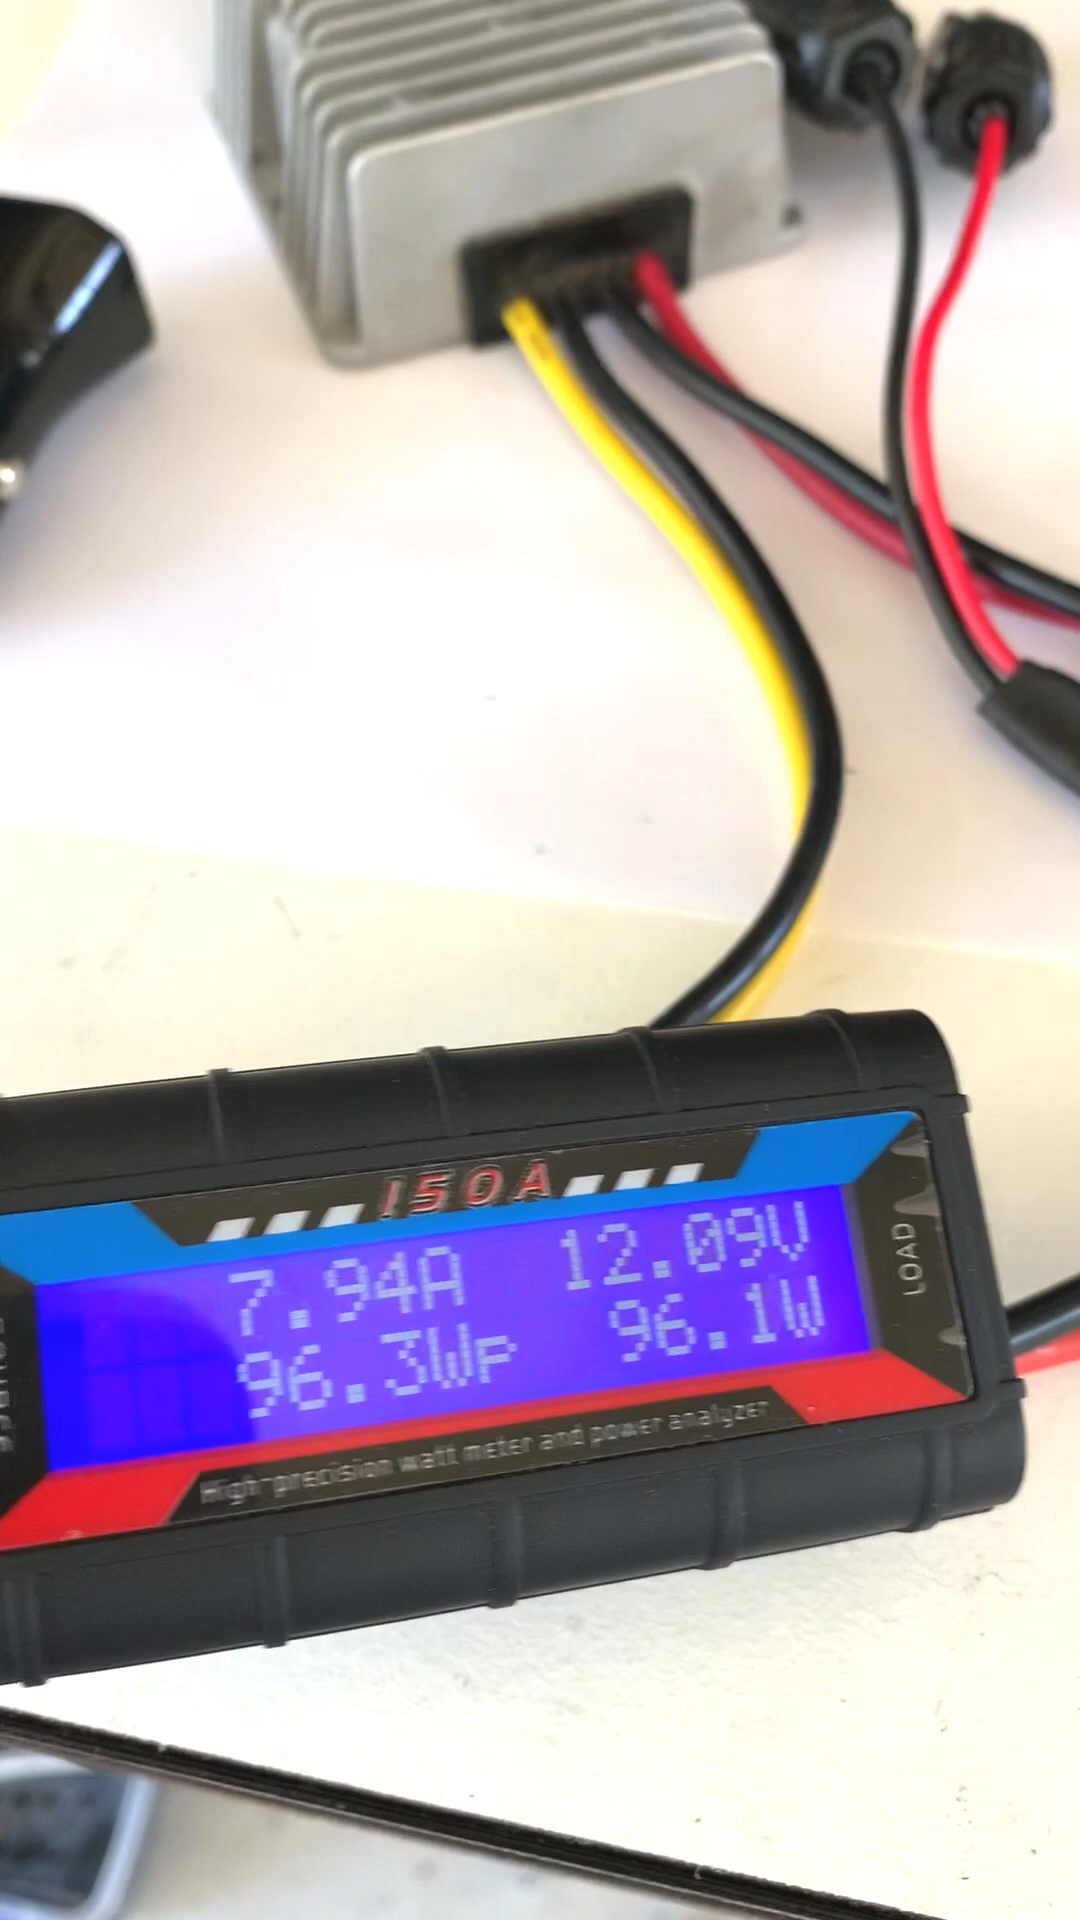 150A
7.94A 12.09V
96.3Wp 96.1W
LOAD
High-precision watt meter and power analyzer